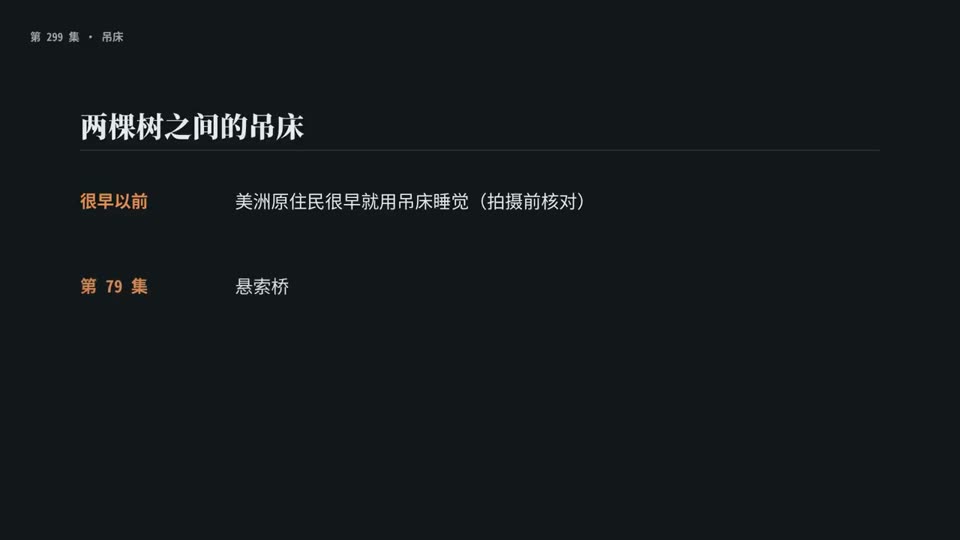 第 299 集 · 吊床
两棵树之间的吊床
很早以前 美洲原住民很早就用吊床睡觉（拍摄前核对）
第 79 集 悬索桥